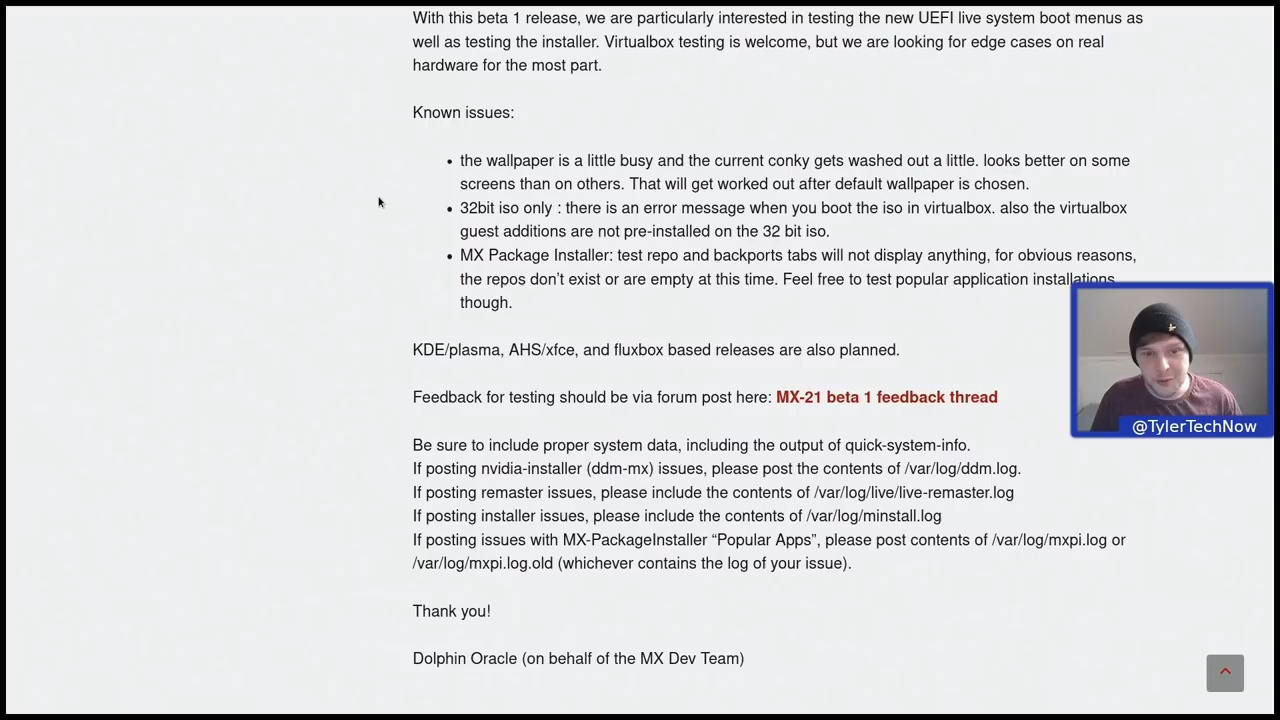 With this beta 1 release, we are particularly interested in testing the new UEFI live system boot menus as
well as testing the installer. Virtualbox testing is welcome, but we are looking for edge cases on real
hardware for the most part.
Known issues:
• the wallpaper is a little busy and the current conky gets washed out a little. looks better on some
screens than on others. That will get worked out after default wallpaper is chosen.
• 32bit iso only : there is an error message when you boot the iso in virtualbox. also the virtualbox
guest additions are not pre-installed on the 32 bit iso.
• MX Package Installer: test repo and backports tabs will not display anything, for obvious reasons,
the repos don’t exist or are empty at this time. Feel free to test popular application installations
though.
KDE/plasma, AHS/xfce, and fluxbox based releases are also planned.
Feedback for testing should be via forum post here: MX-21 beta 1 feedback thread
@TylerTechNow
Be sure to include proper system data, including the output of quick-system-info.
If posting nvidia-installer (ddm-mx) issues, please post the contents of /var/log/ddm.log.
If posting remaster issues, please include the contents of /var/log/live/live-remaster.log
If posting installer issues, please include the contents of /var/log/minstall.log
If posting issues with MX-PackageInstaller “Popular Apps”, please post contents of /var/log/mxpi.log or
/var/log/mxpi.log.old (whichever contains the log of your issue).
Thank you!
Dolphin Oracle (on behalf of the MX Dev Team)